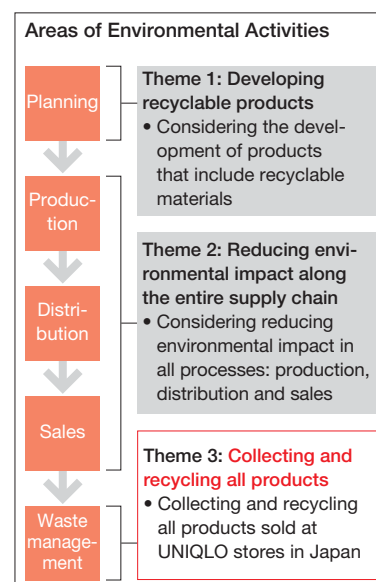 Areas of Environmental Activities
Planning
Theme 1: Developing
recyclable products
• Considering the devel-
opment of products
that include recyclable
materials
Produc-
tion
Distri-
bution
Sales
Theme 2: Reducing envi-
ronmental impact along
the entire supply chain
• Considering reducing
environmental impact in
all processes: production,
distribution and sales
Waste
manage-
ment
Theme 3: Collecting and
recycling all products
• Collecting and recycling
all products sold at
UNIQLO stores in Japan